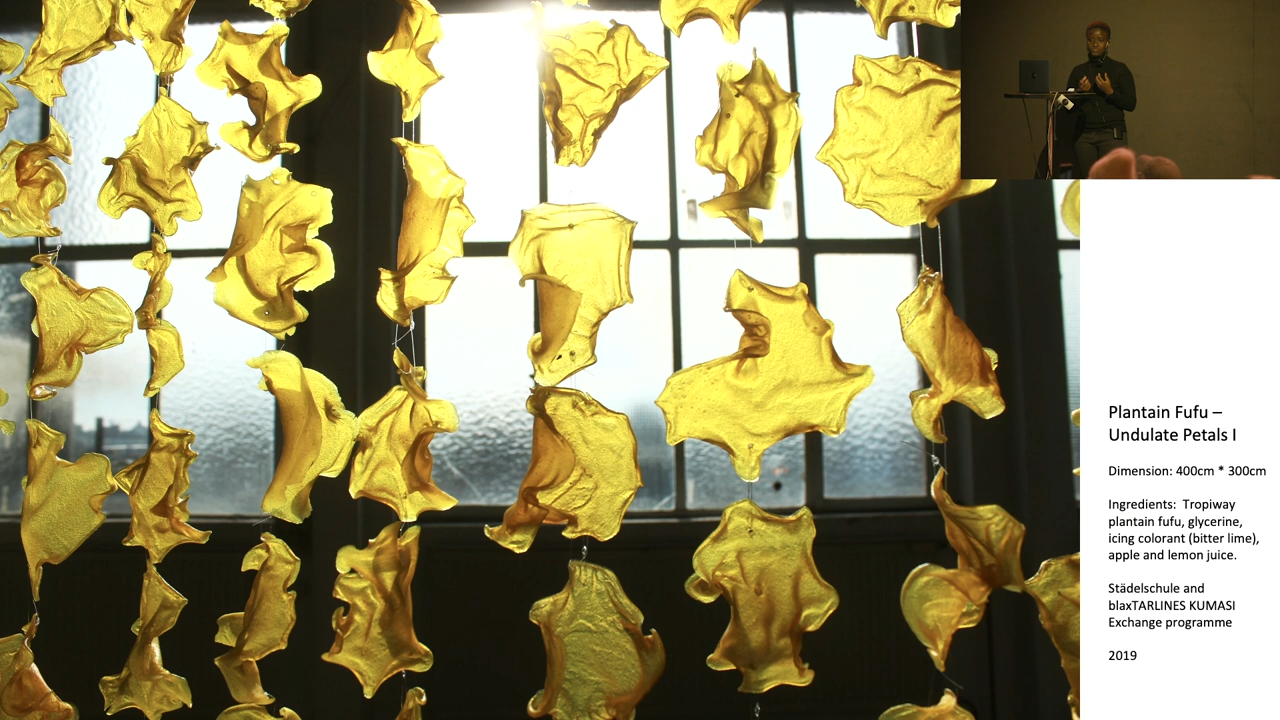 Plantain Fufu –
Undulate Petals I
Dimension: 400cm * 300cm
Ingredients:  Tropiway
plantain fufu, glycerine,
icing colorant (bitter lime),
apple and lemon juice.
Städelschule and
blaxTARLINES KUMASI
Exchange programme
2019